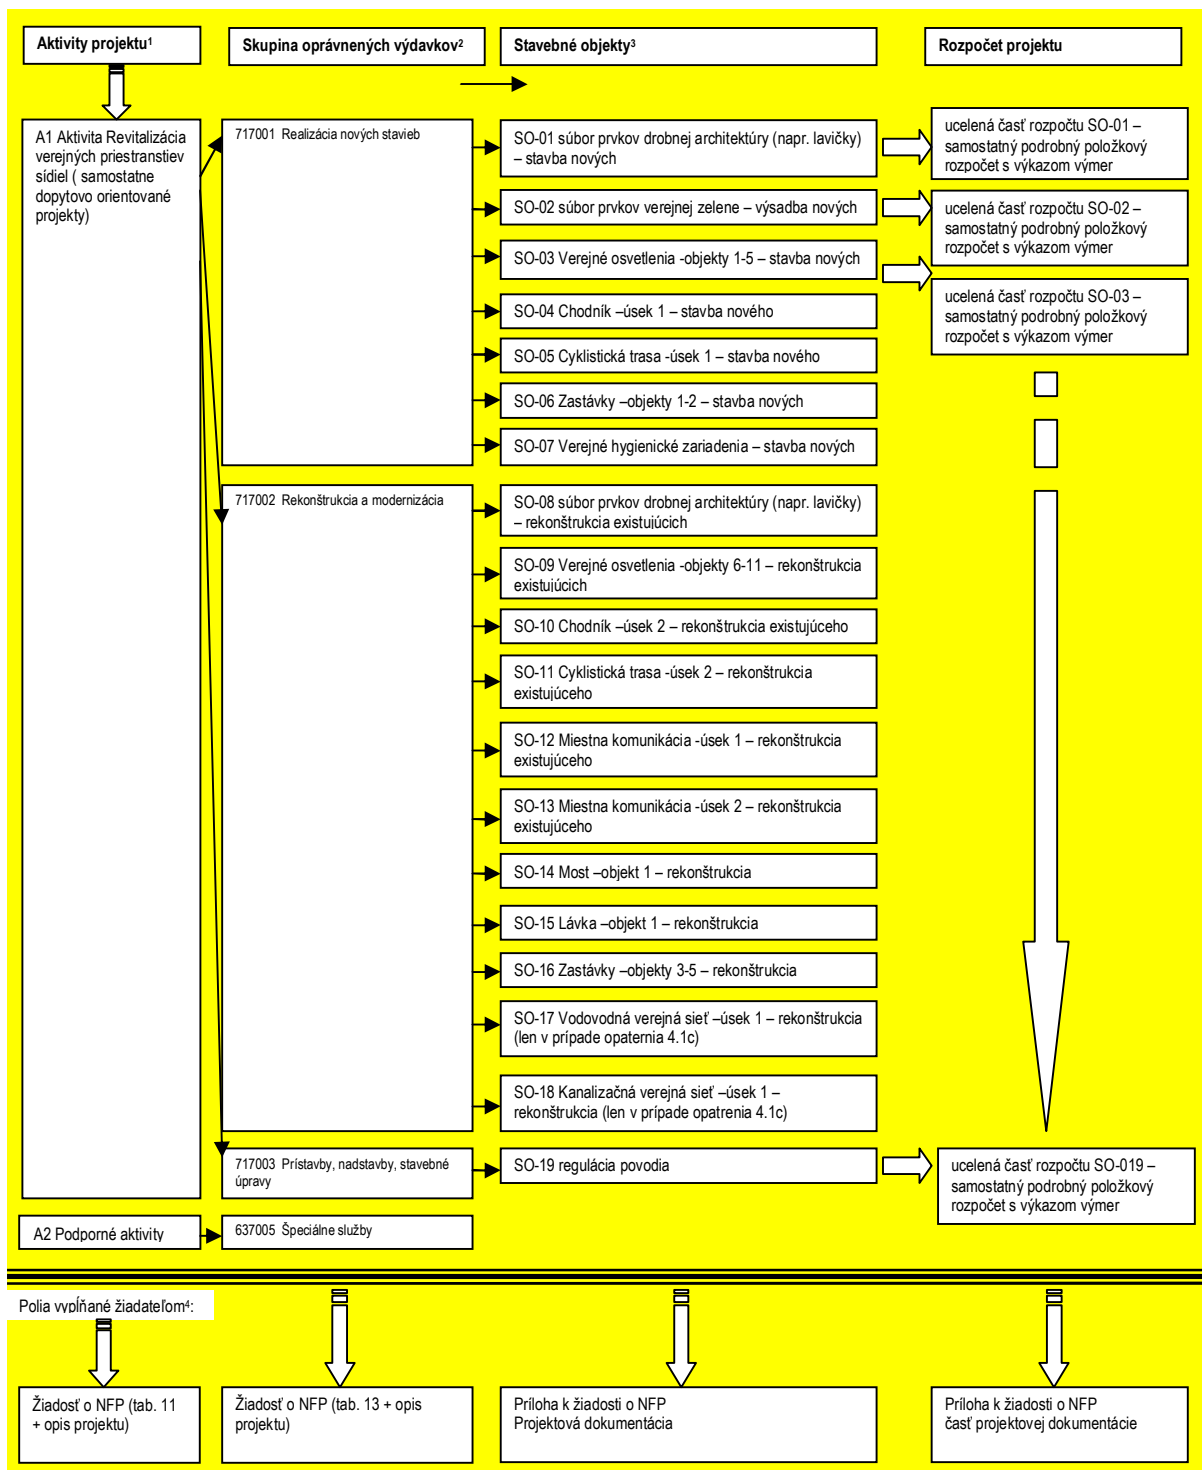 Aktivity projektu¹
Skupina oprávnených výdavkov²
Stavebné objekty³
Rozpočet projektu
A1 Aktivita Revitalizácia
verejných priestranstiev
sídiel ( samostatne
dopytovo orientované
projekty)
717001 Realizácia nových stavieb
SO-01 súbor prvkov drobnej architektúry (napr. lavičky)
– stavba nových
ucelená časť rozpočtu SO-01 –
samostatný podrobný položkový
rozpočet s výkazom výmer
SO-02 súbor prvkov verejnej zelene – výsadba nových
ucelená časť rozpočtu SO-02 –
samostatný podrobný položkový
rozpočet s výkazom výmer
SO-03 Verejné osvetlenia -objekty 1-5 – stavba nových
ucelená časť rozpočtu SO-03 –
samostatný podrobný položkový
rozpočet s výkazom výmer
SO-04 Chodník –úsek 1 – stavba nového
SO-05 Cyklistická trasa -úsek 1 – stavba nového
SO-06 Zastávky –objekty 1-2 – stavba nových
SO-07 Verejné hygienické zariadenia – stavba nových
717002 Rekonštrukcia a modernizácia
SO-08 súbor prvkov drobnej architektúry (napr. lavičky)
– rekonštrukcia existujúcich
SO-09 Verejné osvetlenia -objekty 6-11 – rekonštrukcia
existujúcich
SO-10 Chodník –úsek 2 – rekonštrukcia existujúceho
SO-11 Cyklistická trasa -úsek 2 – rekonštrukcia
existujúceho
SO-12 Miestna komunikácia -úsek 1 – rekonštrukcia
existujúceho
SO-13 Miestna komunikácia -úsek 2 – rekonštrukcia
existujúceho
SO-14 Most –objekt 1 – rekonštrukcia
SO-15 Lávka –objekt 1 – rekonštrukcia
SO-16 Zastávky –objekty 3-5 – rekonštrukcia
SO-17 Vodovodná verejná sieť –úsek 1 – rekonštrukcia
(len v prípade opaternia 4.1c)
SO-18 Kanalizačná verejná sieť –úsek 1 –
rekonštrukcia (len v prípade opatrenia 4.1c)
717003 Prístavby, nadstavby, stavebné
úpravy
SO-19 regulácia povodia
ucelená časť rozpočtu SO-019 –
samostatný podrobný položkový
rozpočet s výkazom výmer
A2 Podporné aktivity
637005 Špeciálne služby
Polia vypĺňané žiadateľom⁴:
Žiadosť o NFP (tab. 11
+ opis projektu)
Žiadosť o NFP (tab. 13 + opis
projektu)
Príloha k žiadosti o NFP
Projektová dokumentácia
Príloha k žiadosti o NFP
časť projektovej dokumentácie